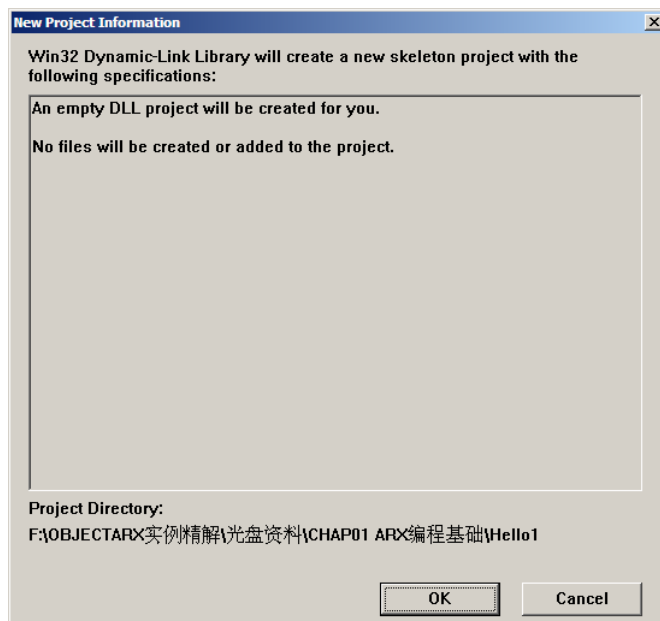 New Project Information
Win32 Dynamic-Link Library will create a new skeleton project with the
following specifications:
An empty DLL project will be created for you.
No files will be created or added to the project.
Project Directory:
F:\OBJECTARX实例精解\光盘资料\CHAP01 ARX编程基础\Hello1
OK
Cancel